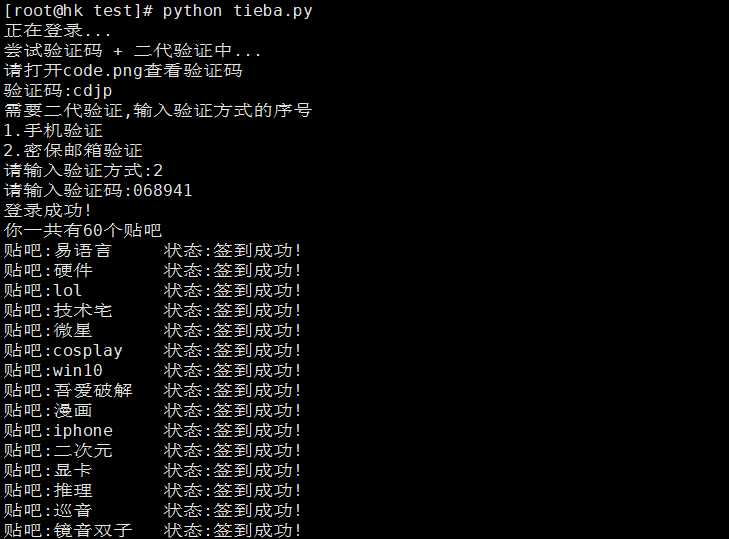 [root@hk test]# python tieba.py
正在登录...
尝试验证码 + 二代验证中...
请打开code.png查看验证码
验证码:cdjp
需要二代验证,输入验证方式的序号
1.手机验证
2.密保邮箱验证
请输入验证方式:2
请输入验证码:068941
登录成功!
你一共有60个贴吧
贴吧:易语言 状态:签到成功!
贴吧:硬件 状态:签到成功!
贴吧:lol 状态:签到成功!
贴吧:技术宅 状态:签到成功!
贴吧:微星 状态:签到成功!
贴吧:cosplay 状态:签到成功!
贴吧:win10 状态:签到成功!
贴吧:吾爱破解 状态:签到成功!
贴吧:漫画 状态:签到成功!
贴吧:iphone 状态:签到成功!
贴吧:二次元 状态:签到成功!
贴吧:显卡 状态:签到成功!
贴吧:推理 状态:签到成功!
贴吧:巡音 状态:签到成功!
贴吧:镜音双子 状态:签到成功!